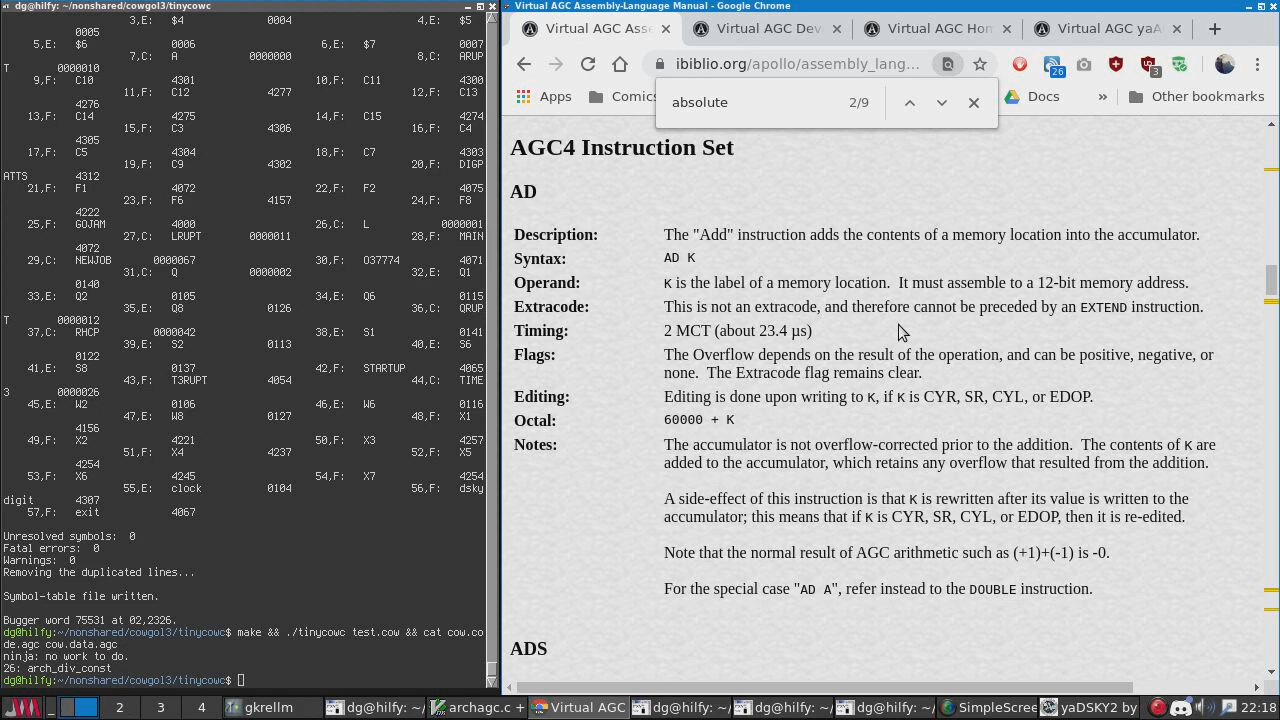 dg@hilfy:~/nonshared/cowgol3/tinycowc
3,E: $4 0004 4,E: $5
0005
5,E: $6 0006 6,E: $7 0007
7,C: A 0000000 8,C: ARUP
T 0000010
9,F: C10 4301 10,F: C11 4300
11,F: C12 4277 12,F: C13
4276
13,F: C14 4275 14,F: C15 4274
15,F: C3 4306 16,F: C4
4305
17,F: C5 4304 18,F: C7 4303
19,F: C9 4302 20,F: DIGP
ATTS 4312
21,F: F1 4072 22,F: F2 4075
23,F: F6 4157 24,F: F8
4222
25,F: GOJAM 4000 26,C: L 0000001
27,C: LRUPT 0000011 28,F: MAIN
4072
29,C: NEWJOB 0000067 30,F: O37774 4071
31,C: Q 0000002 32,E: Q1
0140
33,E: Q2 0105 34,E: Q6 0115
35,E: Q8 0126 36,C: QRUP
T 0000012
37,C: RHCP 0000042 38,E: S1 0141
39,E: S2 0113 40,E: S6
0122
41,E: S8 0137 42,F: STARTUP 4065
43,F: T3RUPT 4054 44,C: TIME
3 0000026
45,E: W2 0106 46,E: W6 0116
47,E: W8 0127 48,F: X1
4156
49,F: X2 4221 50,F: X3 4257
51,F: X4 4237 52,F: X5
4254
53,F: X6 4245 54,F: X7 4254
55,E: clock 0104 56,F: dsky
digit 4307
57,F: exit 4067
Unresolved symbols: 0
Fatal errors: 0
Warnings: 0
Removing the duplicated lines...
Symbol-table file written.
Bugger word 75531 at 02,2326.
dg@hilfy:~/nonshared/cowgol3/tinycowc$ make && ./tinycowc test.cow && cat cow.co
de.agc cow.data.agc
ninja: no work to do.
26: arch_div_const
dg@hilfy:~/nonshared/cowgol3/tinycowc$
Virtual AGC Assembly-Language Manual - Google Chrome
Virtual AGC Asse
Virtual AGC Dev
Virtual AGC Hom
Virtual AGC yaA
ibiblio.org/apollo/assembly_lang...
26
3
Apps
Comics
Docs
»
Other bookmarks
absolute 2/9
AGC4 Instruction Set
AD
Description: The "Add" instruction adds the contents of a memory location into the accumulator.
Syntax: AD K
Operand: K is the label of a memory location. It must assemble to a 12-bit memory address.
Extracode: This is not an extracode, and therefore cannot be preceded by an EXTEND instruction.
Timing: 2 MCT (about 23.4 µs)
Flags: The Overflow depends on the result of the operation, and can be positive, negative, or
none. The Extracode flag remains clear.
Editing: Editing is done upon writing to K, if K is CYR, SR, CYL, or EDOP.
Octal: 60000 + K
Notes: The accumulator is not overflow-corrected prior to the addition. The contents of K are
added to the accumulator, which retains any overflow that resulted from the addition.
A side-effect of this instruction is that K is rewritten after its value is written to the
accumulator; this means that if K is CYR, SR, CYL, or EDOP, then it is re-edited.
Note that the normal result of AGC arithmetic such as (+1)+(-1) is -0.
For the special case "AD A", refer instead to the DOUBLE instruction.
ADS
2
3
4
gkrellm
dg@hilfy: ~
archagc.c +
Virtual AGC
dg@hilfy: ~/
dg@hilfy: ~/
dg@hilfy: ~/
SimpleScree
yaDSKY2 by
22:18